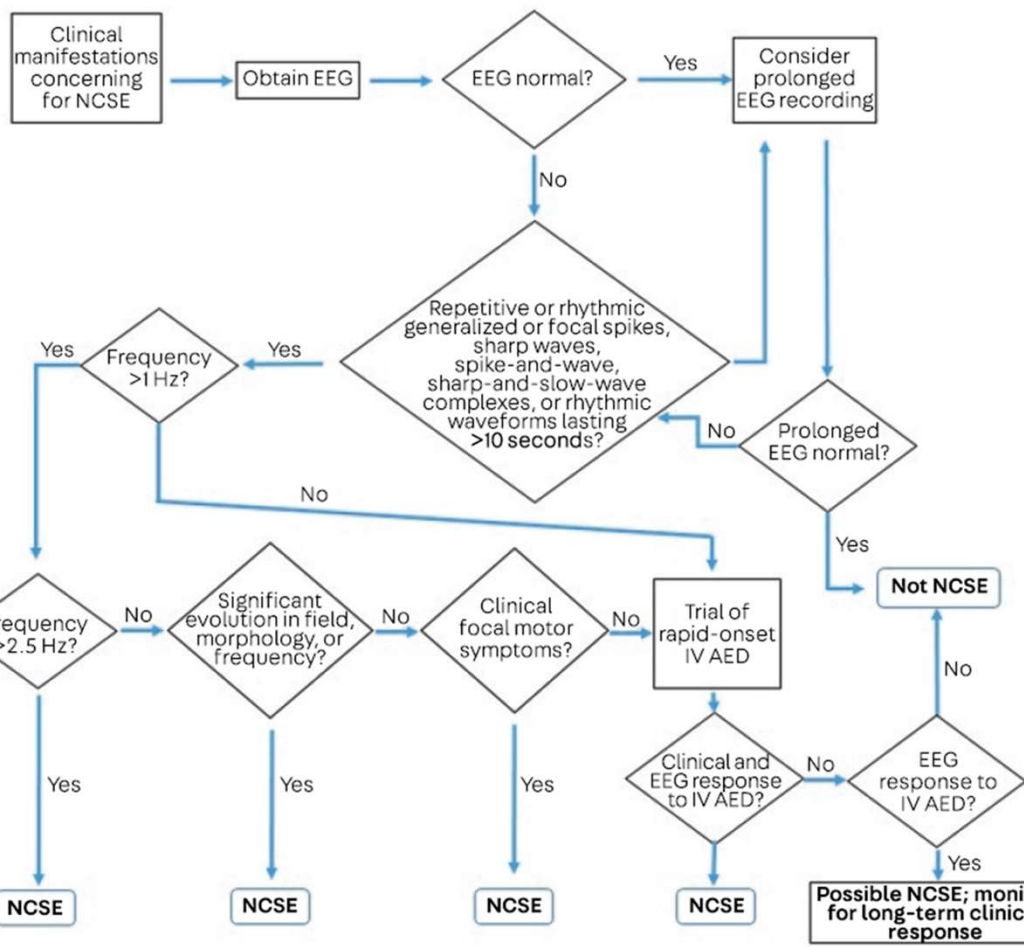 Clinical
manifestations
concerning
for NCSE
Obtain EEG
EEG normal?
Yes
Consider
prolonged
EEG recording
No
Repetitive or rhythmic
generalized or focal spikes,
sharp waves,
spike-and-wave,
sharp-and-slow-wave
complexes, or rhythmic
waveforms lasting
>10 seconds?
Yes
Frequency
>1 Hz?
Yes
No
Prolonged
EEG normal?
No
Yes
Not NCSE
>2.5 Hz?
No
Significant
evolution in field,
morphology, or
frequency?
No
Clinical
focal motor
symptoms?
No
Trial of
rapid-onset
IV AED
No
Yes
Yes
Yes
Clinical and
EEG response
to IV AED?
No
EEG
response to
IV AED?
Yes
NCSE
NCSE
NCSE
NCSE
Possible NCSE;
for long-term
response